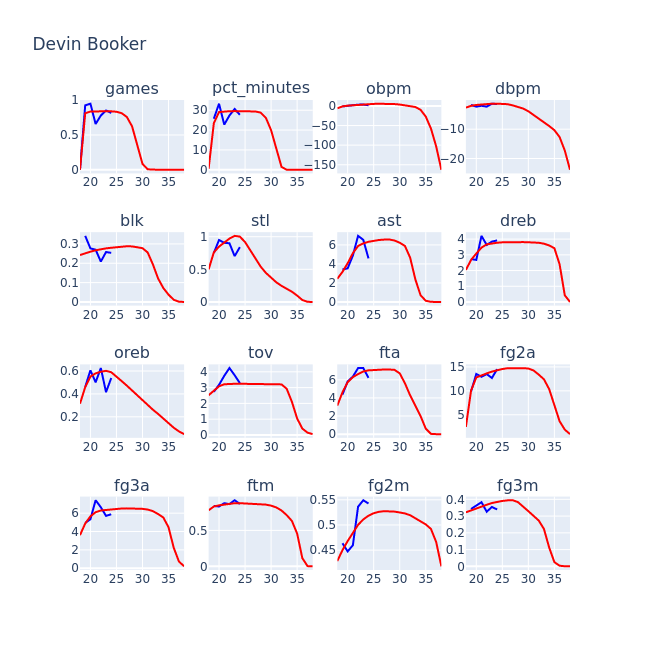 Devin Booker
games pct_minutes obpm dbpm
1 0.5 0 20 25 30 35
30 20 10 0 20 25 30 35
0 −50 −100 −150 20 25 30 35
−10 −20 20 25 30 35
blk stl ast dreb
0.3 0.2 0.1 0 20 25 30 35
1 0.5 0 20 25 30 35
6 4 2 0 20 25 30 35
4 3 2 1 0 20 25 30 35
oreb tov fta fg2a
0.6 0.4 0.2 20 25 30 35
4 3 2 1 0 20 25 30 35
6 4 2 0 20 25 30 35
15 10 5 20 25 30 35
fg3a ftm fg2m fg3m
6 4 2 0 20 25 30 35
0.5 0 20 25 30 35
0.55 0.5 0.45 20 25 30 35
0.4 0.3 0.2 0.1 0 20 25 30 35